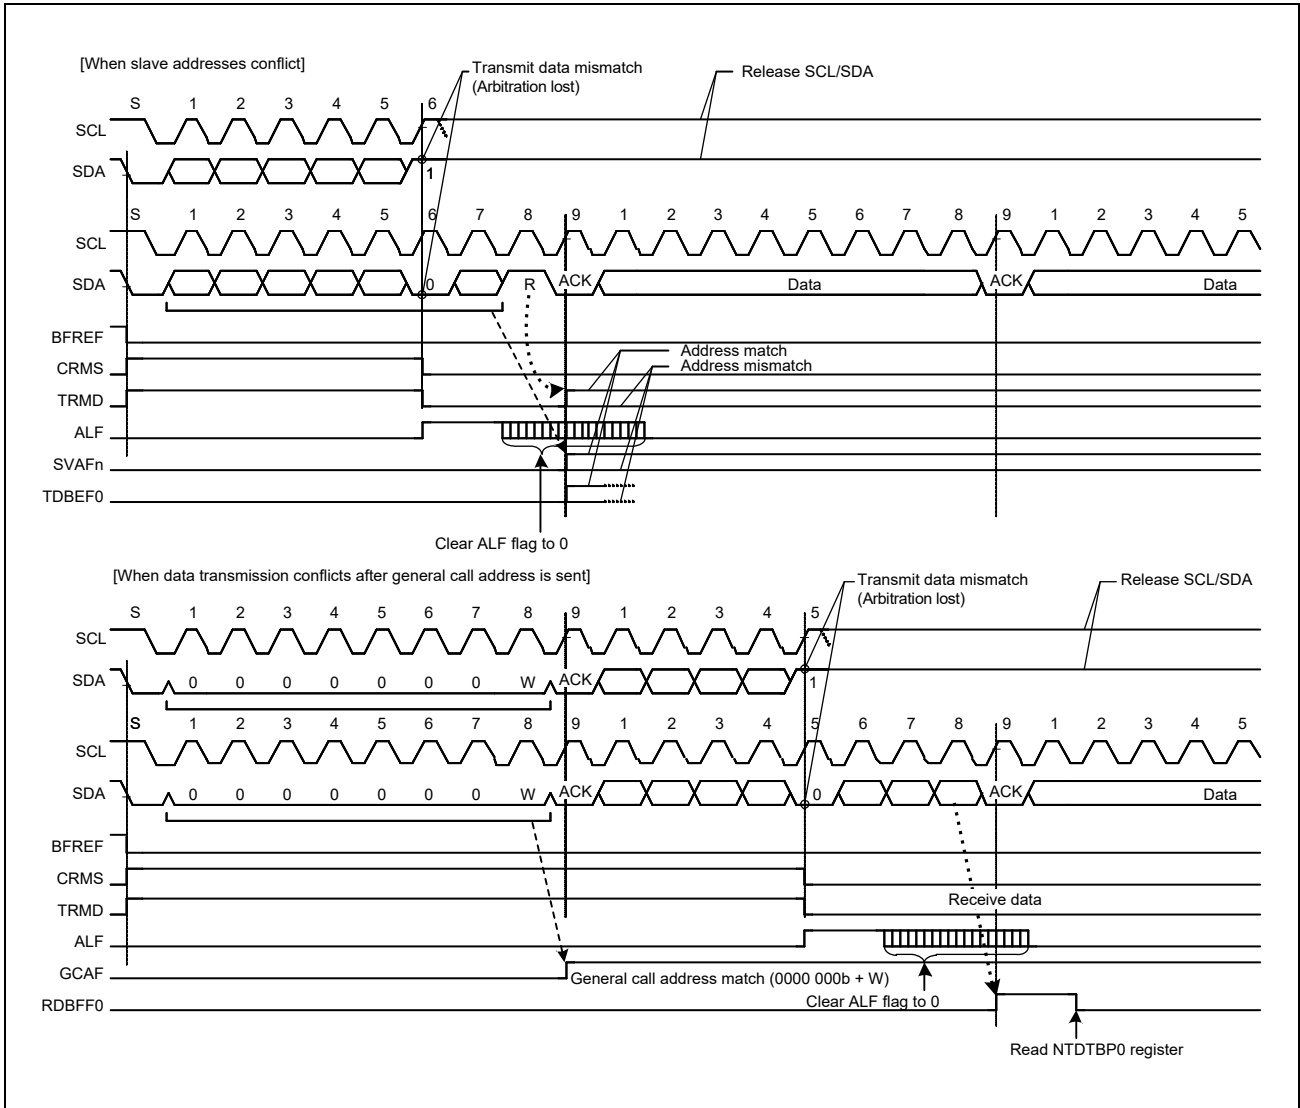 [When slave addresses conflict]
Transmit data mismatch
(Arbitration lost)
Release SCL/SDA
S 1 2 3 4 5 6
SCL
SDA
1
S 1 2 3 4 5 6 7 8 9 1 2 3 4 5 6 7 8 9 1 2 3 4 5
SCL
SDA 0 R ACK Data ACK Data
BFREF
Address match
CRMS
Address mismatch
TRMD
ALF
SVAFn
TDBEF0
Clear ALF flag to 0
[When data transmission conflicts after general call address is sent]
Transmit data mismatch
(Arbitration lost)
Release SCL/SDA
S 1 2 3 4 5 6 7 8 9 1 2 3 4 5
SCL
SDA 0 0 0 0 0 0 0 W ACK 1
S 1 2 3 4 5 6 7 8 9 1 2 3 4 5 6 7 8 9 1 2 3 4 5
SCL
SDA 0 0 0 0 0 0 0 W ACK 0 ACK Data
BFREF
CRMS
Receive data
TRMD
ALF
GCAF
General call address match (0000 000b + W)
Clear ALF flag to 0
RDBFF0
Read NTDTBP0 register